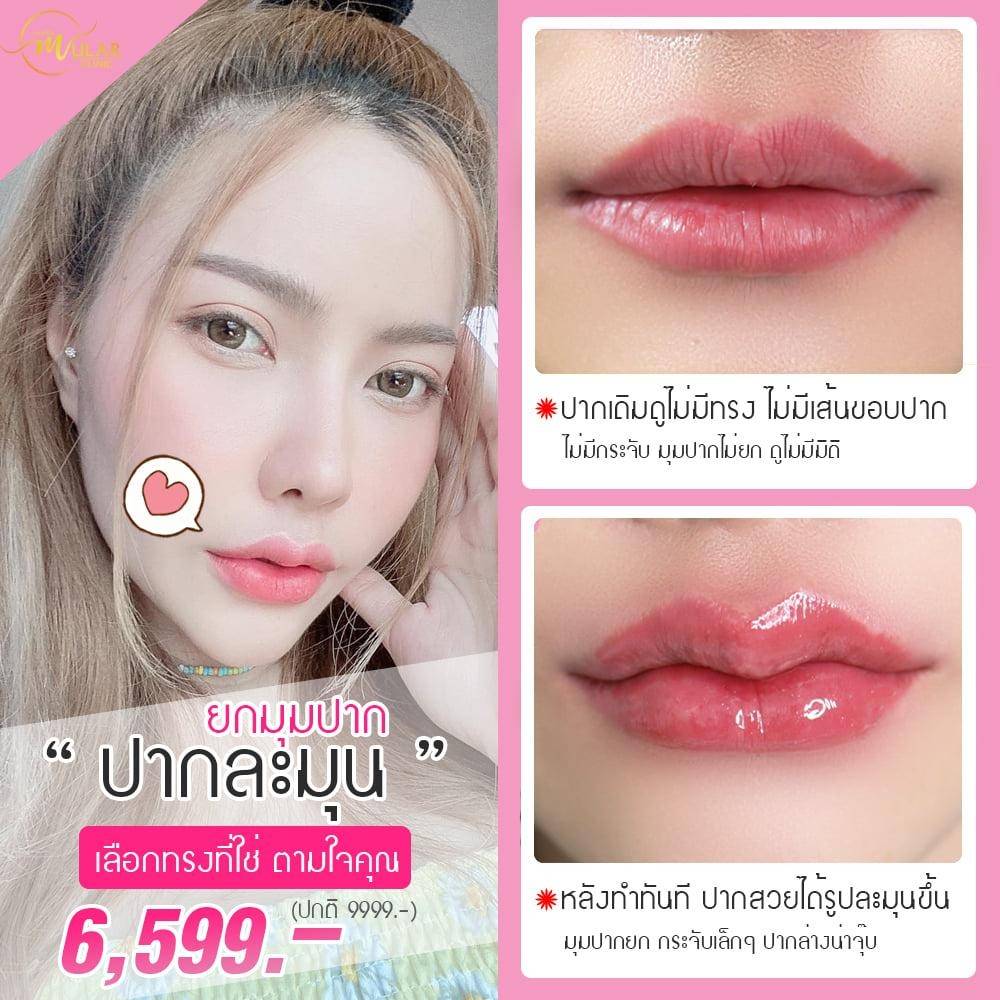 MULAR
CLINIC
ยกมุมปาก
“ ปากละมุน ”
เลือกทรงที่ใช่ ตามใจคุณ
(ปกติ 9999.-)
6,599.-
ปากเดิมดูไม่มีทรง ไม่มีเส้นขอบปาก
ไม่มีกระจับ มุมปากไม่ยก ดูไม่มีมิติ
หลังทำทันที ปากสวยได้รูปละมุนขึ้น
มุมปากยก กระจับเล็กๆ ปากล่างน่าจุ๊บ